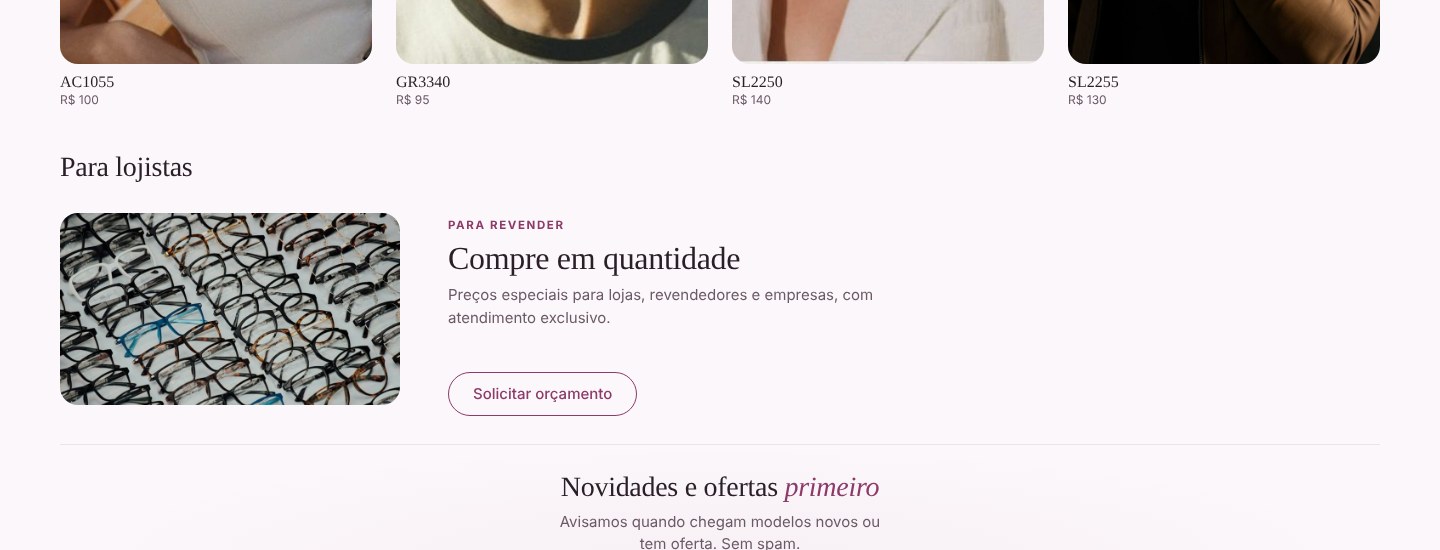 AC1055
R$ 100
GR3340
R$ 95
SL2250
R$ 140
SL2255
R$ 130
Para lojistas
PARA REVENDER
Compre em quantidade
Preços especiais para lojas, revendedores e empresas, com
atendimento exclusivo.
Solicitar orçamento
Novidades e ofertas primeiro
Avisamos quando chegam modelos novos ou
tem oferta. Sem spam.